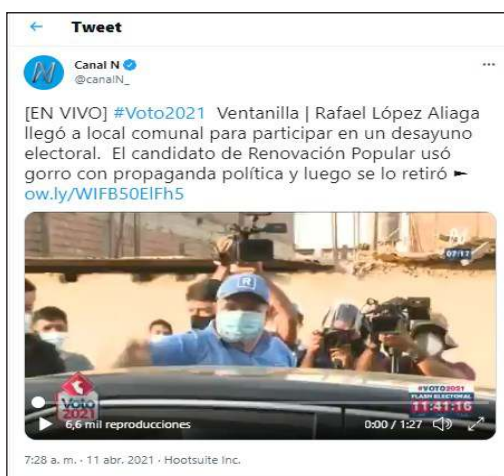 ← Tweet
Canal N
@canalN_
[EN VIVO] #Voto2021 Ventanilla | Rafael López Aliaga
llegó a local comunal para participar en un desayuno
electoral. El candidato de Renovación Popular usó
gorro con propaganda política y luego se lo retiró ►
ow.ly/WIFB50ElFh5
N
07/17
R
Voto
2021
#VOTO2021
FLASH ELECTORAL
11:41:16
6,6 mil reproducciones
0:00 / 1:27
7:28 a. m. · 11 abr. 2021 · Hootsuite Inc.